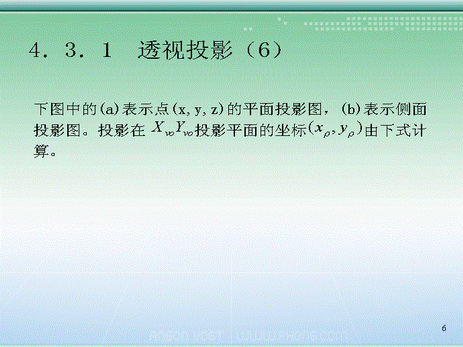 4．3．1 透视投影（6）
下图中的(a)表示点(x,y,z)的平面投影图，(b)表示侧面
投影图。投影在 XvoYvo投影平面的坐标(xρ,yρ)由下式计
算。
6